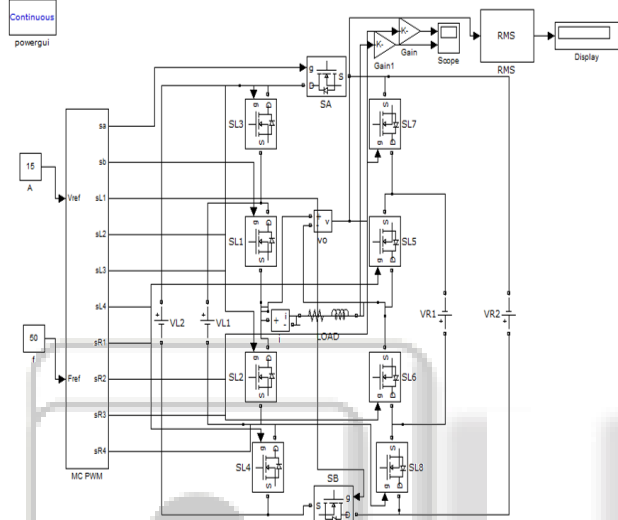 Continuous
powergui
K-
Gain
K-
Gain1
Scope
RMS
RMS
Display
g
S
D
SA
15
A
50
Vref
Fref
sa
sb
sL1
sL2
sL3
sL4
sR1
sR2
sR3
sR4
MC PWM
SL3
SL1
SL2
SL4
SL7
SL5
SL6
SL8
v
vo
i
LOAD
VL2
VL1
VR1
VR2
SB
g
S
D